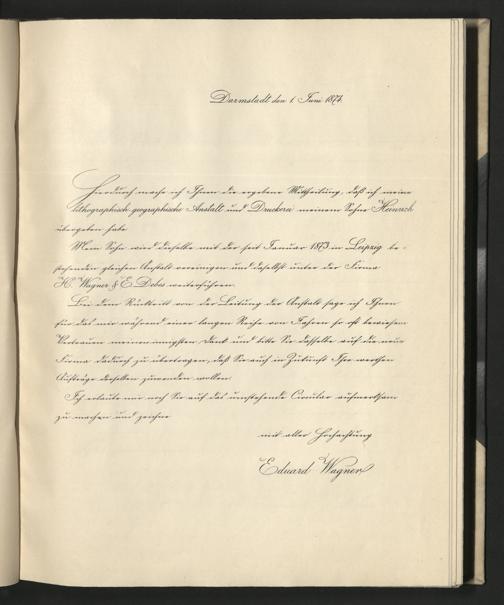 Darmstadt den 1. Juni 1874.
Hierdurch mache ich Ihnen die ergebene Mittheilung, daß ich meine
lithographisch-geographische Anstalt und Druckerei meinem Sohne Heinrich
übergeben habe.
Mein Sohn wird dieselbe mit der seit Januar 1873 in Leipzig be-
stehenden gleichen Anstalt vereinigen und daselbst unter der Firma
H. Wagner & E. Debes weiterführen.
Bei dem Rücktritt von der Leitung der Anstalt sage ich Ihnen
für das mir während einer langen Reihe von Jahren so oft bewiesene
Vertrauen meinen innigsten Dank und bitte Sie dasselbe auf die neue
Firma dadurch zu übertragen, daß Sie auch in Zukunft Ihre werthen
Aufträge derselben zuwenden wollen.
Ich erlaube mir noch Sie auf das umstehende Circular aufmerksam
zu machen und zeichne
mit aller Hochachtung
Eduard Wagner